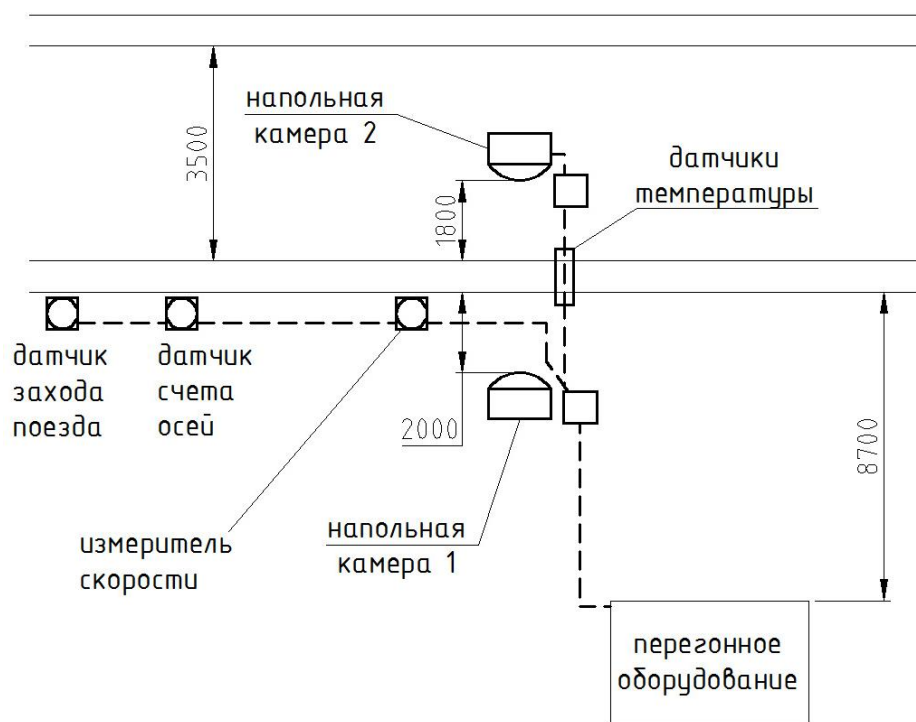 3500
напольная
камера 2
1800
датчики
температуры
датчик
захода
поезда
датчик
счета
осей
2000
8700
измеритель
скорости
напольная
камера 1
перегонное
оборудование